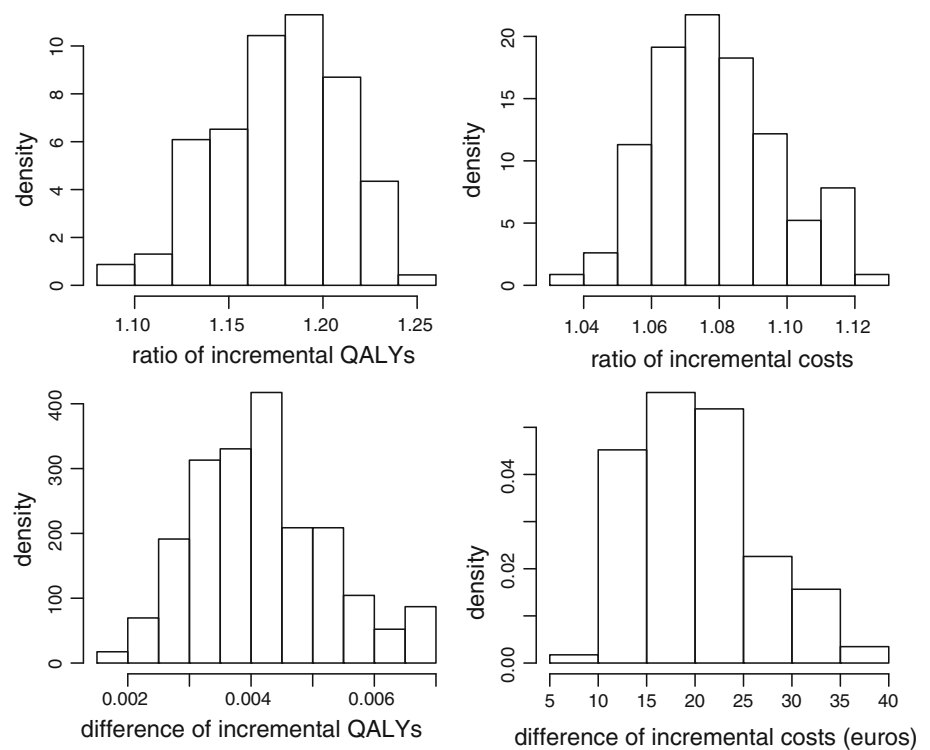 density
0 2 4 6 8 10
1.10 1.15 1.20 1.25
ratio of incremental QALYs
density
0 5 10 15 20
1.04 1.06 1.08 1.10 1.12
ratio of incremental costs
density
0 100 200 300 400
0.002 0.004 0.006
difference of incremental QALYs
density
0.00 0.02 0.04
5 10 15 20 25 30 35 40
difference of incremental costs (euros)